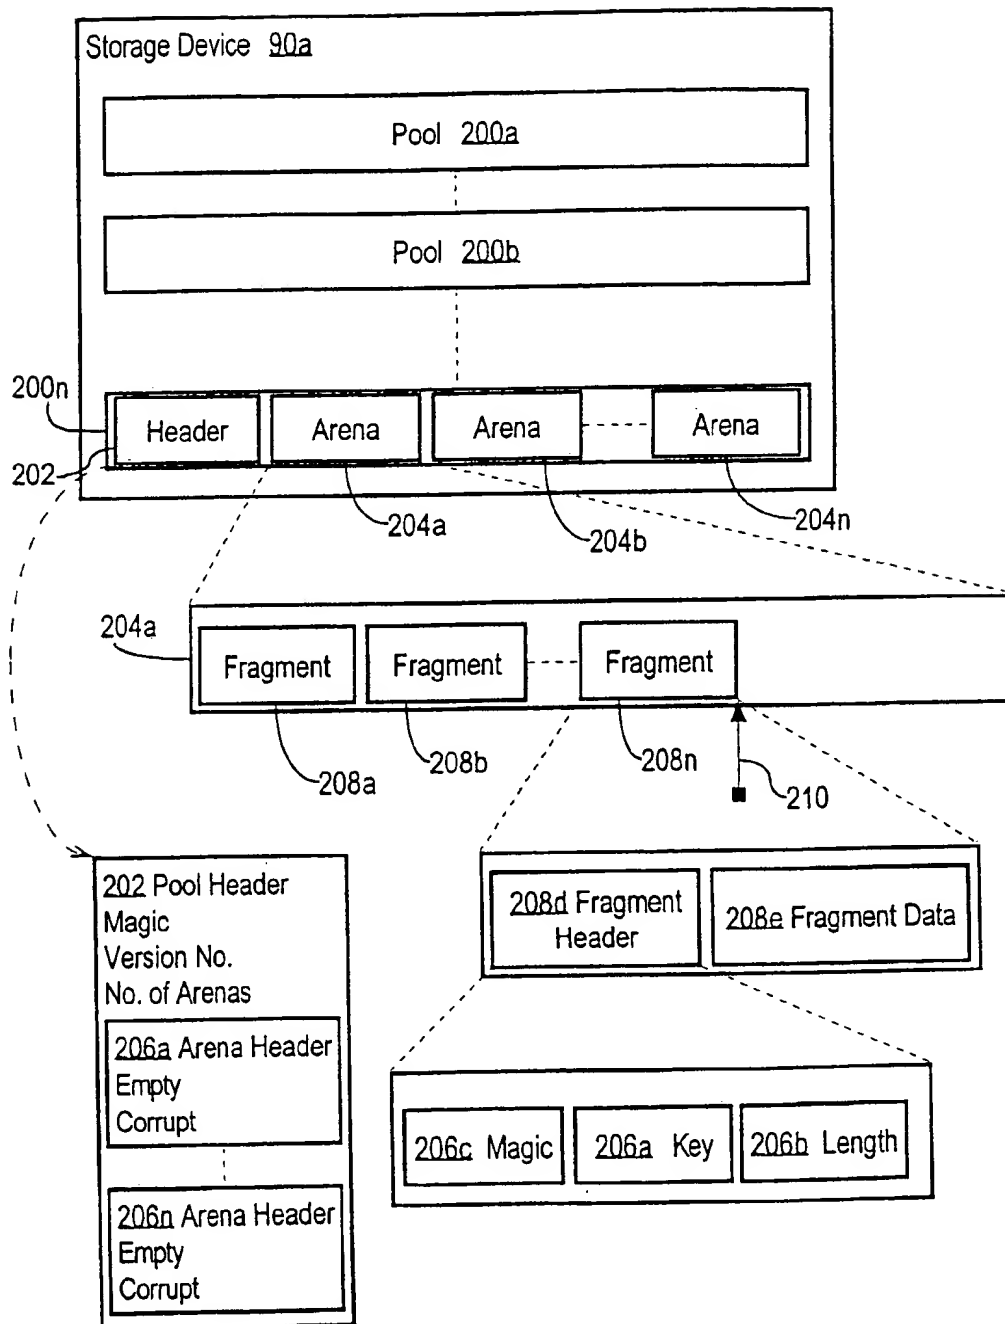 Storage Device 90a
Pool 200a
Pool 200b
200n
202
Header
Arena
Arena
Arena
204a
204b
204n
204a
Fragment
Fragment
Fragment
208a
208b
208n
210
202 Pool Header
Magic
Version No.
No. of Arenas
206a Arena Header
Empty
Corrupt
206n Arena Header
Empty
Corrupt
208d Fragment
Header
208e Fragment Data
206c Magic
206a Key
206b Length